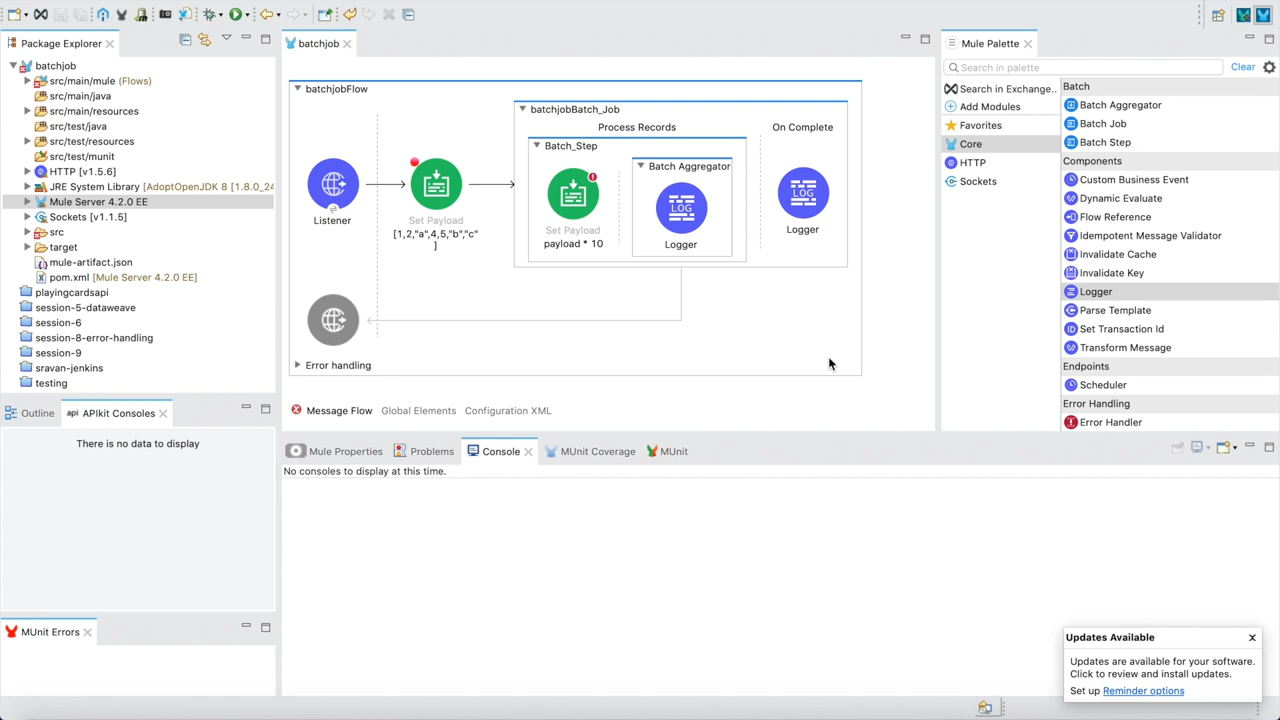 Package Explorer
batchjob
src/main/mule (Flows)
src/main/java
src/main/resources
src/test/java
src/test/resources
src/test/munit
HTTP [v1.5.6]
JRE System Library [AdoptOpenJDK 8 [1.8.0_24
Mule Server 4.2.0 EE
Sockets [v1.1.5]
src
target
mule-artifact.json
pom.xml [Mule Server 4.2.0 EE]
playingcardsapi
session-5-dataweave
session-6
session-8-error-handling
session-9
sravan-jenkins
testing
Outline
api APIkit Consoles
There is no data to display
MUnit Errors
batchjob
batchjobFlow
Listener
Set Payload
[1,2,"a",4,5,"b","c"
]
batchjobBatch_Job
Process Records
On Complete
Batch_Step
Batch Aggregator
Set Payload
payload * 10
LOG
Logger
LOG
Logger
Error handling
Message Flow
Global Elements
Configuration XML
Mule Properties
Problems
Console
MUnit Coverage
MUnit
No consoles to display at this time.
Mule Palette
Search in palette
Clear
Search in Exchange..
Add Modules
Favorites
Core
HTTP
Sockets
Batch
Batch Aggregator
Batch Job
Batch Step
Components
Custom Business Event
Dynamic Evaluate
Flow Reference
Idempotent Message Validator
Invalidate Cache
Invalidate Key
Logger
Parse Template
Set Transaction Id
Transform Message
Endpoints
Scheduler
Error Handling
Error Handler
Updates Available
Updates are available for your software.
Click to review and install updates.
Set up Reminder options